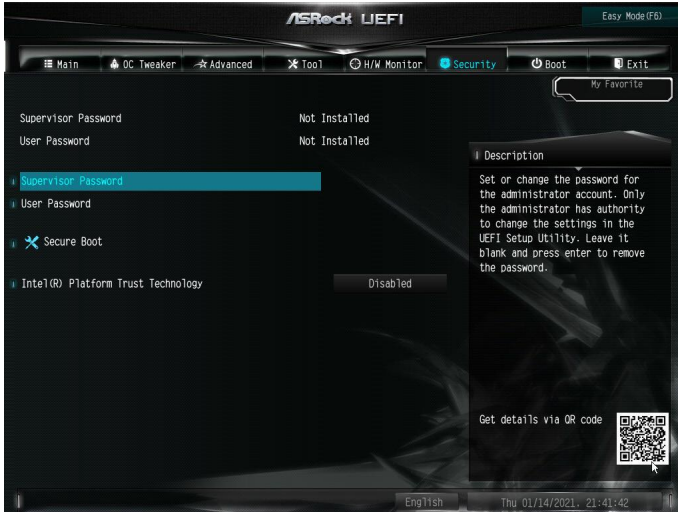 ASRock UEFI
Easy Mode(F6)
Main
OC Tweaker
Advanced
Tool
H/W Monitor
Security
Boot
Exit
My Favorite
Supervisor Password Not Installed
User Password Not Installed
Supervisor Password
User Password
Secure Boot
Intel(R) Platform Trust Technology Disabled
Description
Set or change the password for
the administrator account. Only
the administrator has authority
to change the settings in the
UEFI Setup Utility. Leave it
blank and press enter to remove
the password.
Get details via QR code
English
Thu 01/14/2021. 21:41:42